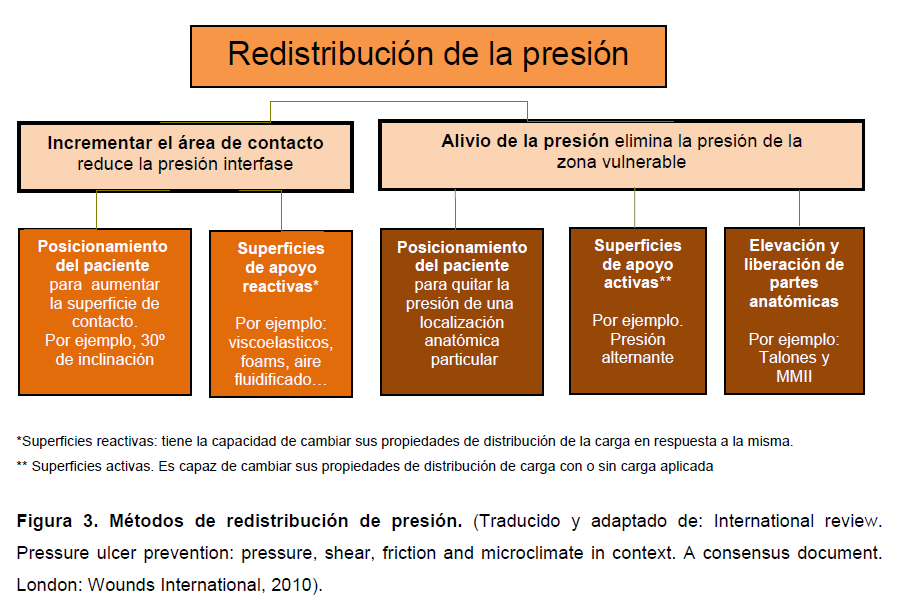 Redistribución de la presión
Incrementar el área de contacto
reduce la presión interfase
Alivio de la presión elimina la presión de la
zona vulnerable
Posicionamiento
del paciente
para aumentar
la superficie de
contacto.
Por ejemplo, 30º
de inclinación
Superficies
de apoyo
reactivas*
Por ejemplo:
viscoelasticos,
foams, aire
fluidificado…
Posicionamiento
del paciente
para quitar la
presión de una
localización
anatómica
particular
Superficies
de apoyo
activas**
Por ejemplo.
Presión
alternante
Elevación y
liberación de
partes
anatómicas
Por ejemplo:
Talones y
MMII
*Superficies reactivas: tiene la capacidad de cambiar sus propiedades de distribución de la carga en respuesta a la misma.
** Superficies activas. Es capaz de cambiar sus propiedades de distribución de carga con o sin carga aplicada
Figura 3. Métodos de redistribución de presión. (Traducido y adaptado de: International review.
Pressure ulcer prevention: pressure, shear, friction and microclimate in context. A consensus document.
London: Wounds International, 2010).